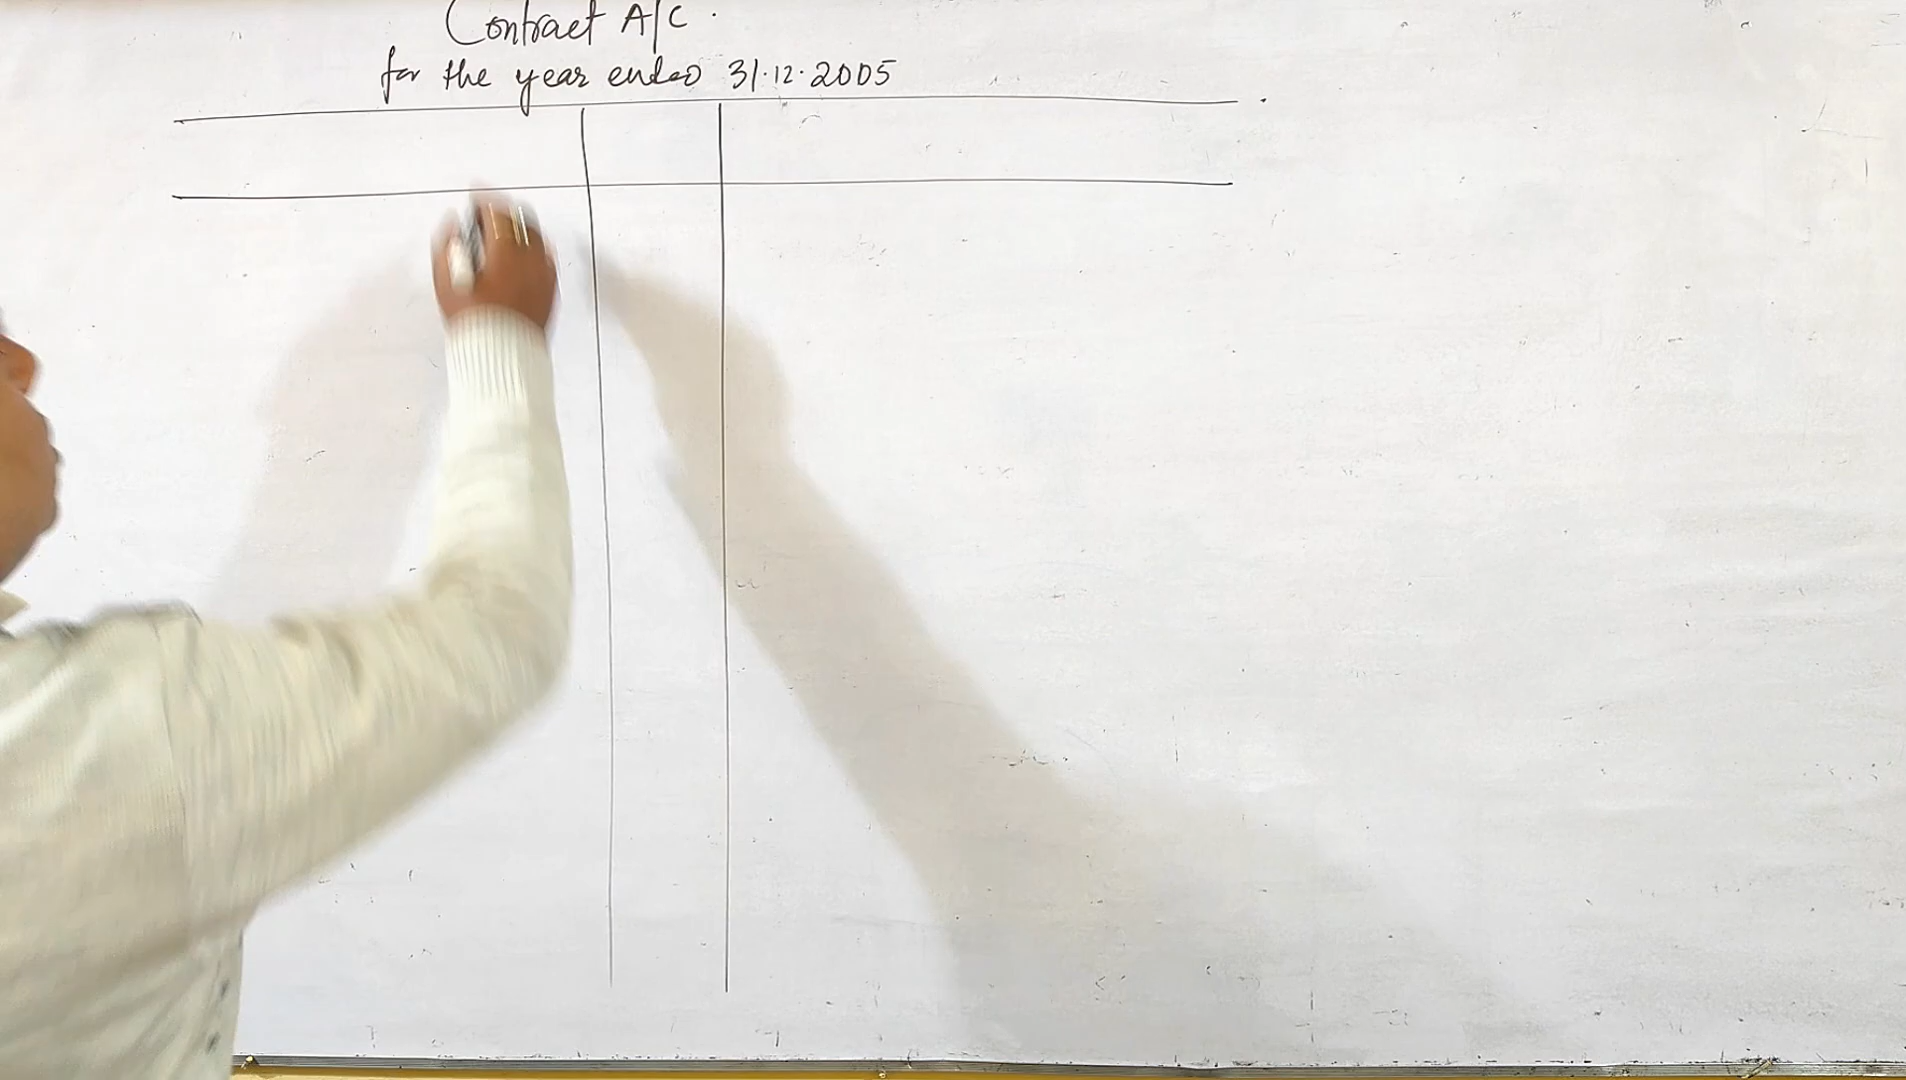 Contract A/C.
for the year ended 31.12.2005